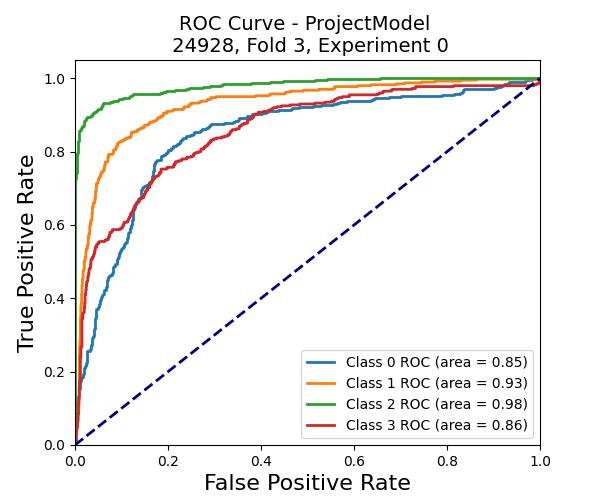 ROC Curve - ProjectModel
24928, Fold 3, Experiment 0
True Positive Rate
1.0
0.8
0.6
0.4
0.2
0.0
0.0 0.2 0.4 0.6 0.8 1.0
False Positive Rate
Class 0 ROC (area = 0.85)
Class 1 ROC (area = 0.93)
Class 2 ROC (area = 0.98)
Class 3 ROC (area = 0.86)